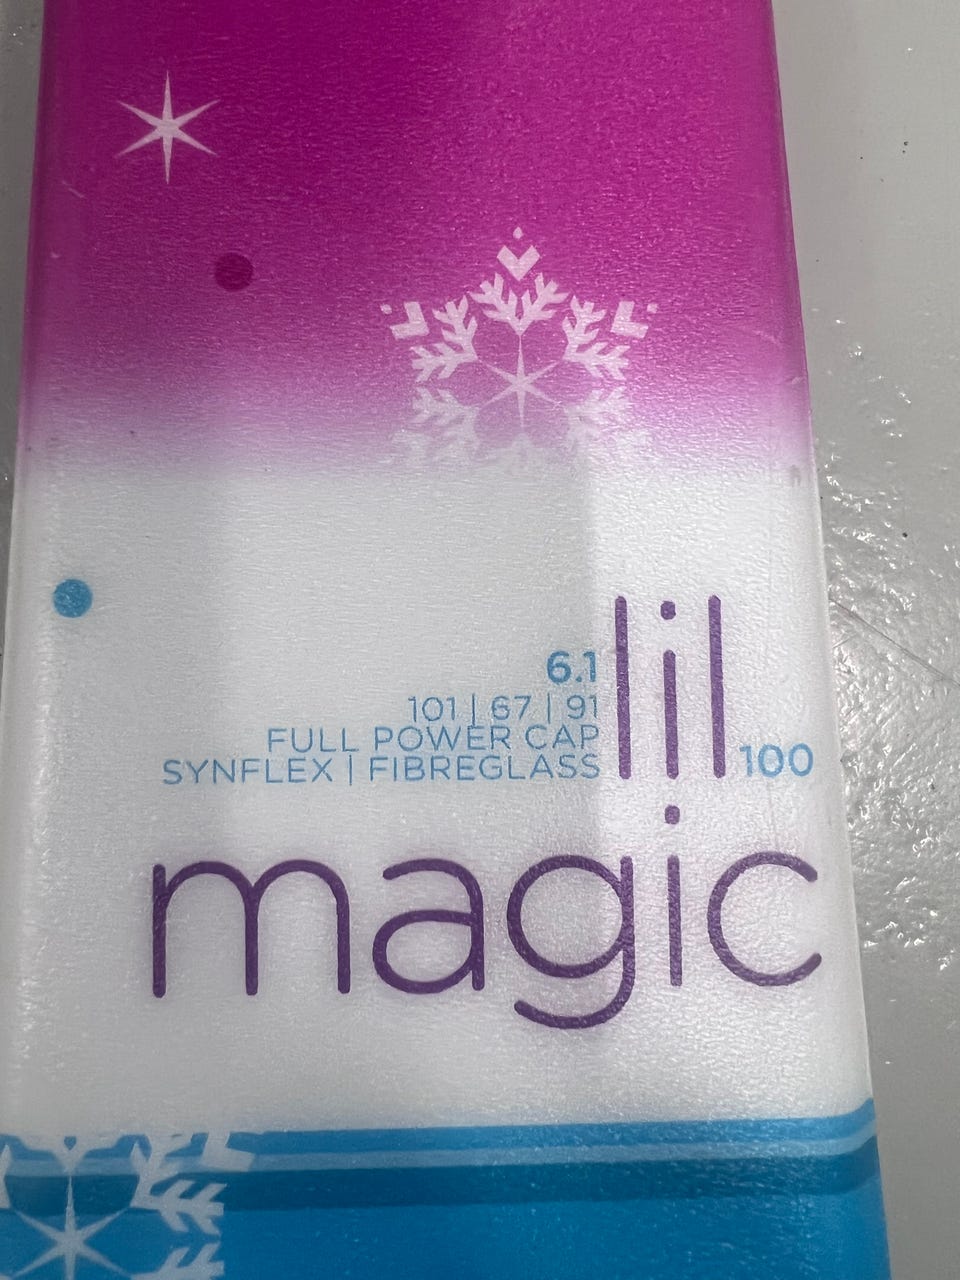 6.1
101 | 67 | 91
FULL POWER CAP
SYNFLEX | FIBREGLASS
lil 100
magic